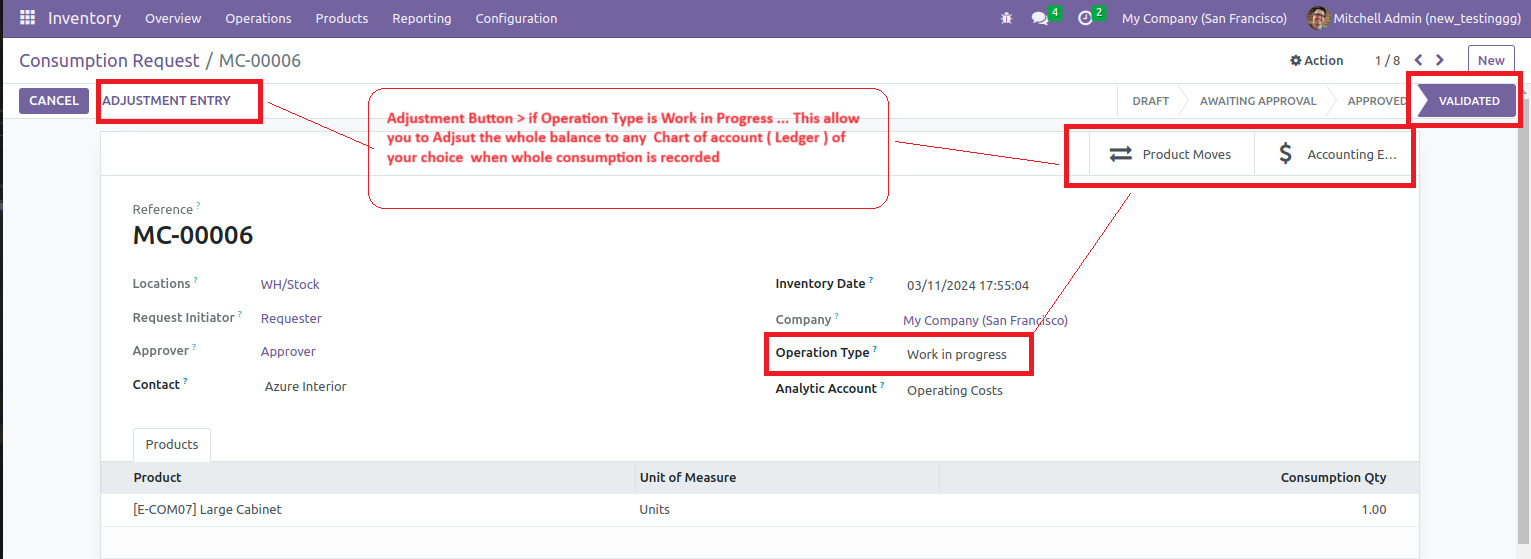 Inventory Overview Operations Products Reporting Configuration 4 2 My Company (San Francisco) Mitchell Admin (new_testinggg)
Consumption Request / MC-00006 Action 1 / 8 New
CANCEL ADJUSTMENT ENTRY DRAFT AWAITING APPROVAL APPROVED VALIDATED
Adjustment Button > if Operation Type is Work in Progress ... This allow
you to Adjsut the whole balance to any Chart of account ( Ledger ) of
your choice when whole consumption is recorded
Product Moves $ Accounting E...
Reference ?
MC-00006
Locations ? WH/Stock Inventory Date ? 03/11/2024 17:55:04
Request Initiator ? Requester Company ? My Company (San Francisco)
Approver ? Approver Operation Type ? Work in progress
Contact ? Azure Interior Analytic Account ? Operating Costs
Products
Product Unit of Measure Consumption Qty
[E-COM07] Large Cabinet Units 1.00